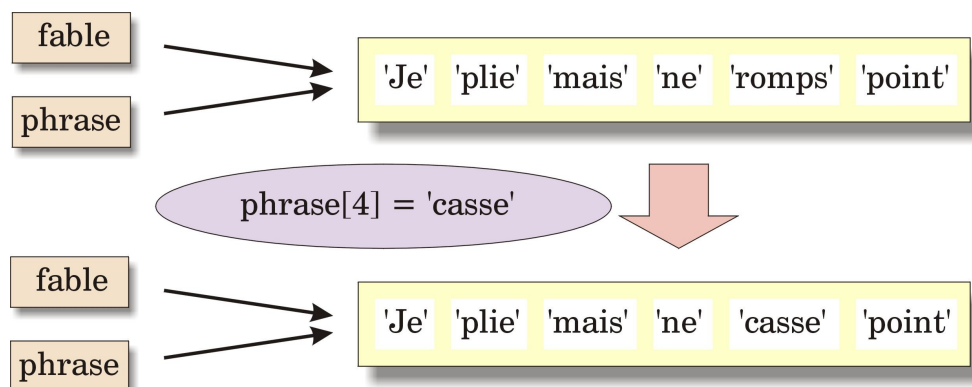 fable
'Je' 'plie' 'mais' 'ne' 'romps' 'point'
phrase
phrase[4] = 'casse'
fable
'Je' 'plie' 'mais' 'ne' 'casse' 'point'
phrase